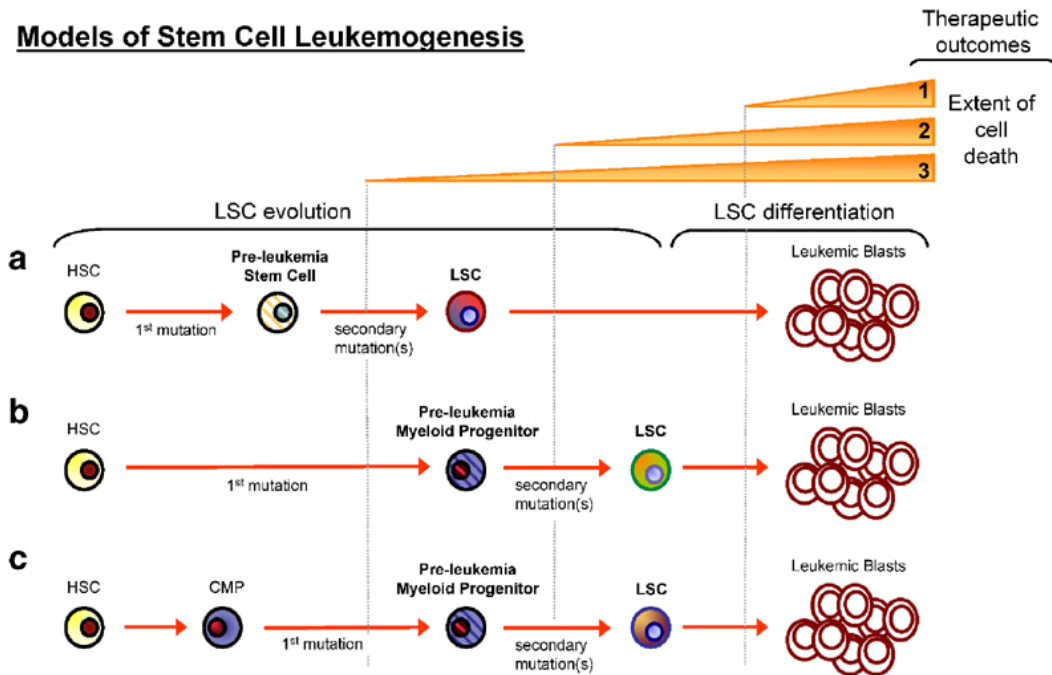 Models of Stem Cell Leukemogenesis
Therapeutic
outcomes
1
2
3
Extent of
cell
death
LSC evolution
LSC differentiation
a
HSC
Pre-leukemia
Stem Cell
LSC
Leukemic Blasts
1st mutation
secondary
mutation(s)
b
HSC
Pre-leukemia
Myeloid Progenitor
LSC
Leukemic Blasts
1st mutation
secondary
mutation(s)
c
HSC
CMP
Pre-leukemia
Myeloid Progenitor
LSC
Leukemic Blasts
1st mutation
secondary
mutation(s)